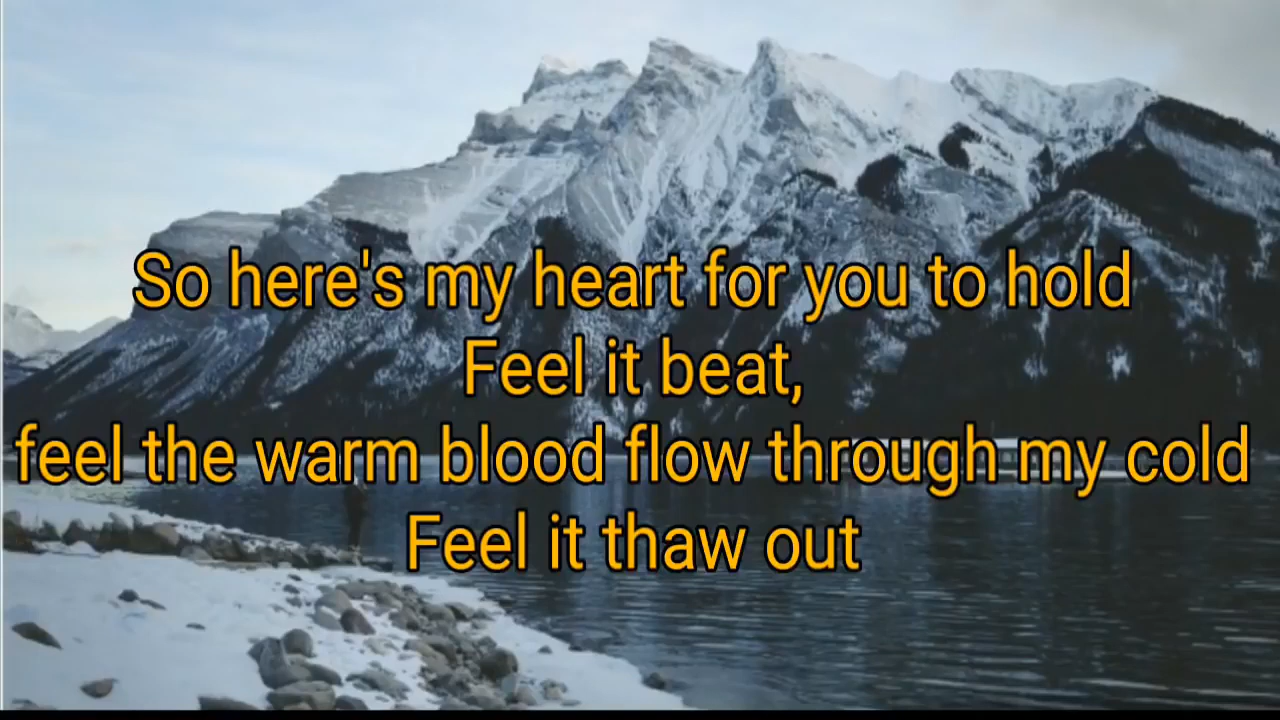 So here's my heart for you to hold
Feel it beat,
feel the warm blood flow through my cold
Feel it thaw out